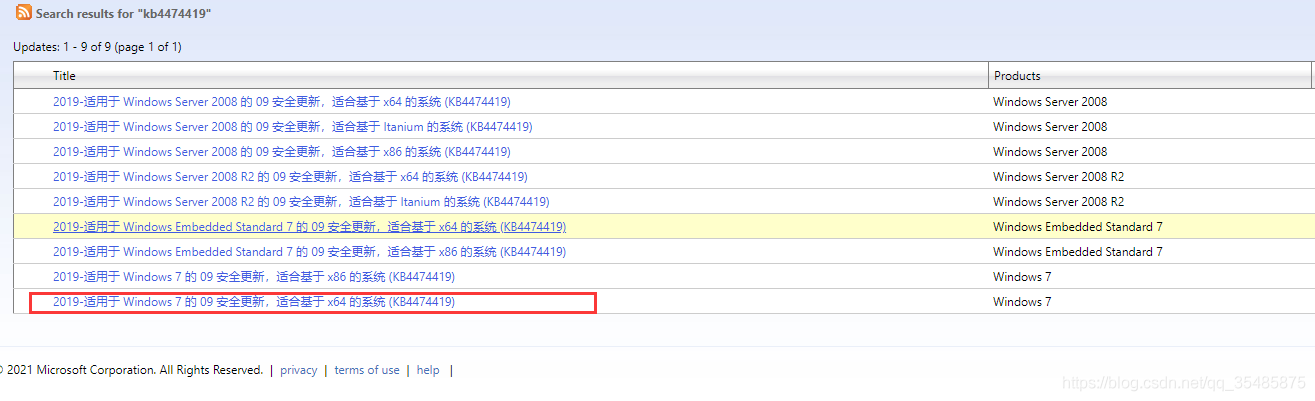 Search results for "kb4474419"
Updates: 1 - 9 of 9 (page 1 of 1)
Title Products
2019-适用于 Windows Server 2008 的 09 安全更新，适合基于 x64 的系统 (KB4474419) Windows Server 2008
2019-适用于 Windows Server 2008 的 09 安全更新，适合基于 Itanium 的系统 (KB4474419) Windows Server 2008
2019-适用于 Windows Server 2008 的 09 安全更新，适合基于 x86 的系统 (KB4474419) Windows Server 2008
2019-适用于 Windows Server 2008 R2 的 09 安全更新，适合基于 x64 的系统 (KB4474419) Windows Server 2008 R2
2019-适用于 Windows Server 2008 R2 的 09 安全更新，适合基于 Itanium 的系统 (KB4474419) Windows Server 2008 R2
2019-适用于 Windows Embedded Standard 7 的 09 安全更新，适合基于 x64 的系统 (KB4474419) Windows Embedded Standard 7
2019-适用于 Windows Embedded Standard 7 的 09 安全更新，适合基于 x86 的系统 (KB4474419) Windows Embedded Standard 7
2019-适用于 Windows 7 的 09 安全更新，适合基于 x86 的系统 (KB4474419) Windows 7
2019-适用于 Windows 7 的 09 安全更新，适合基于 x64 的系统 (KB4474419) Windows 7
© 2021 Microsoft Corporation. All Rights Reserved. | privacy | terms of use | help |
https://blog.csdn.net/qq_35485875